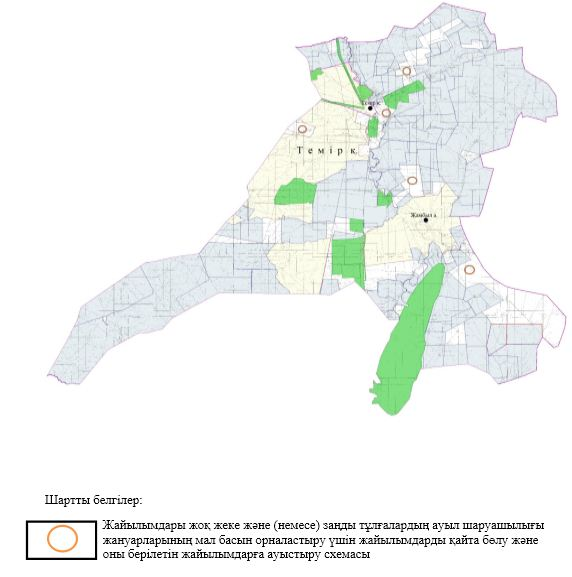 Темір қ.
Т е м і р қ.
Жамбыл а.
Шартты белгілер:
Жайылымдары жоқ жеке және (немесе) заңды тұлғалардың ауыл шаруашылығы
жануарларының мал басын орналастыру үшін жайылымдарды қайта бөлу және
оны берілетін жайылымдарға ауыстыру схемасы